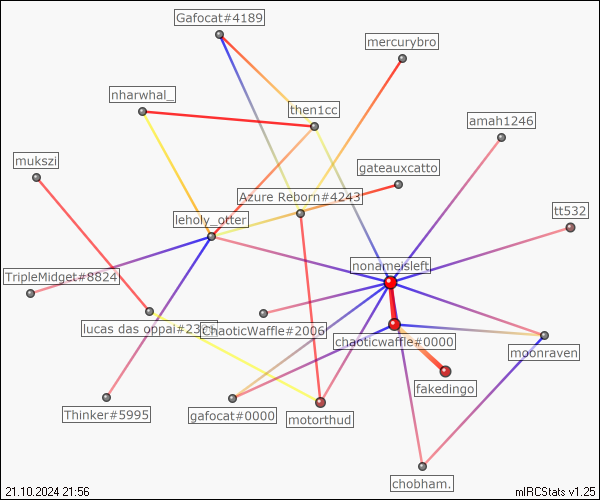 Gafocat#4189
mercurybro
nharwhal_
then1cc
amah1246
mukszi
gateauxcatto
Azure Reborn#4243
tt532
leholy_otter
nonameisleft
TripleMidget#8824
lucas das oppai#2303
ChaoticWaffle#2006
chaoticwaffle#0000
moonraven
fakedingo
Thinker#5995
gafocat#0000
motorthud
chobham.
21.10.2024 21:56
mIRCStats v1.25